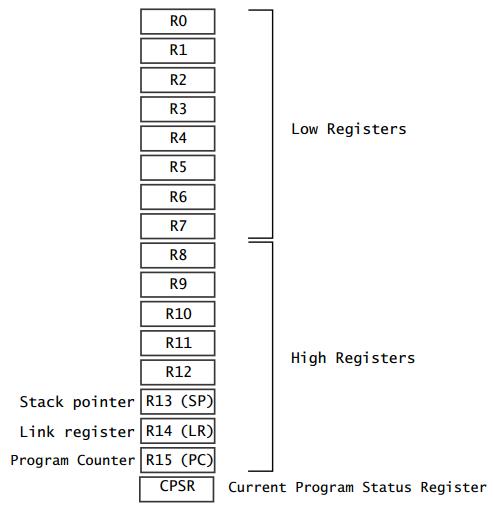 R0
R1
R2
R3
Low Registers
R4
R5
R6
R7
R8
R9
R10
R11
High Registers
R12
Stack pointer R13 (SP)
Link register R14 (LR)
Program Counter R15 (PC)
CPSR Current Program Status Register